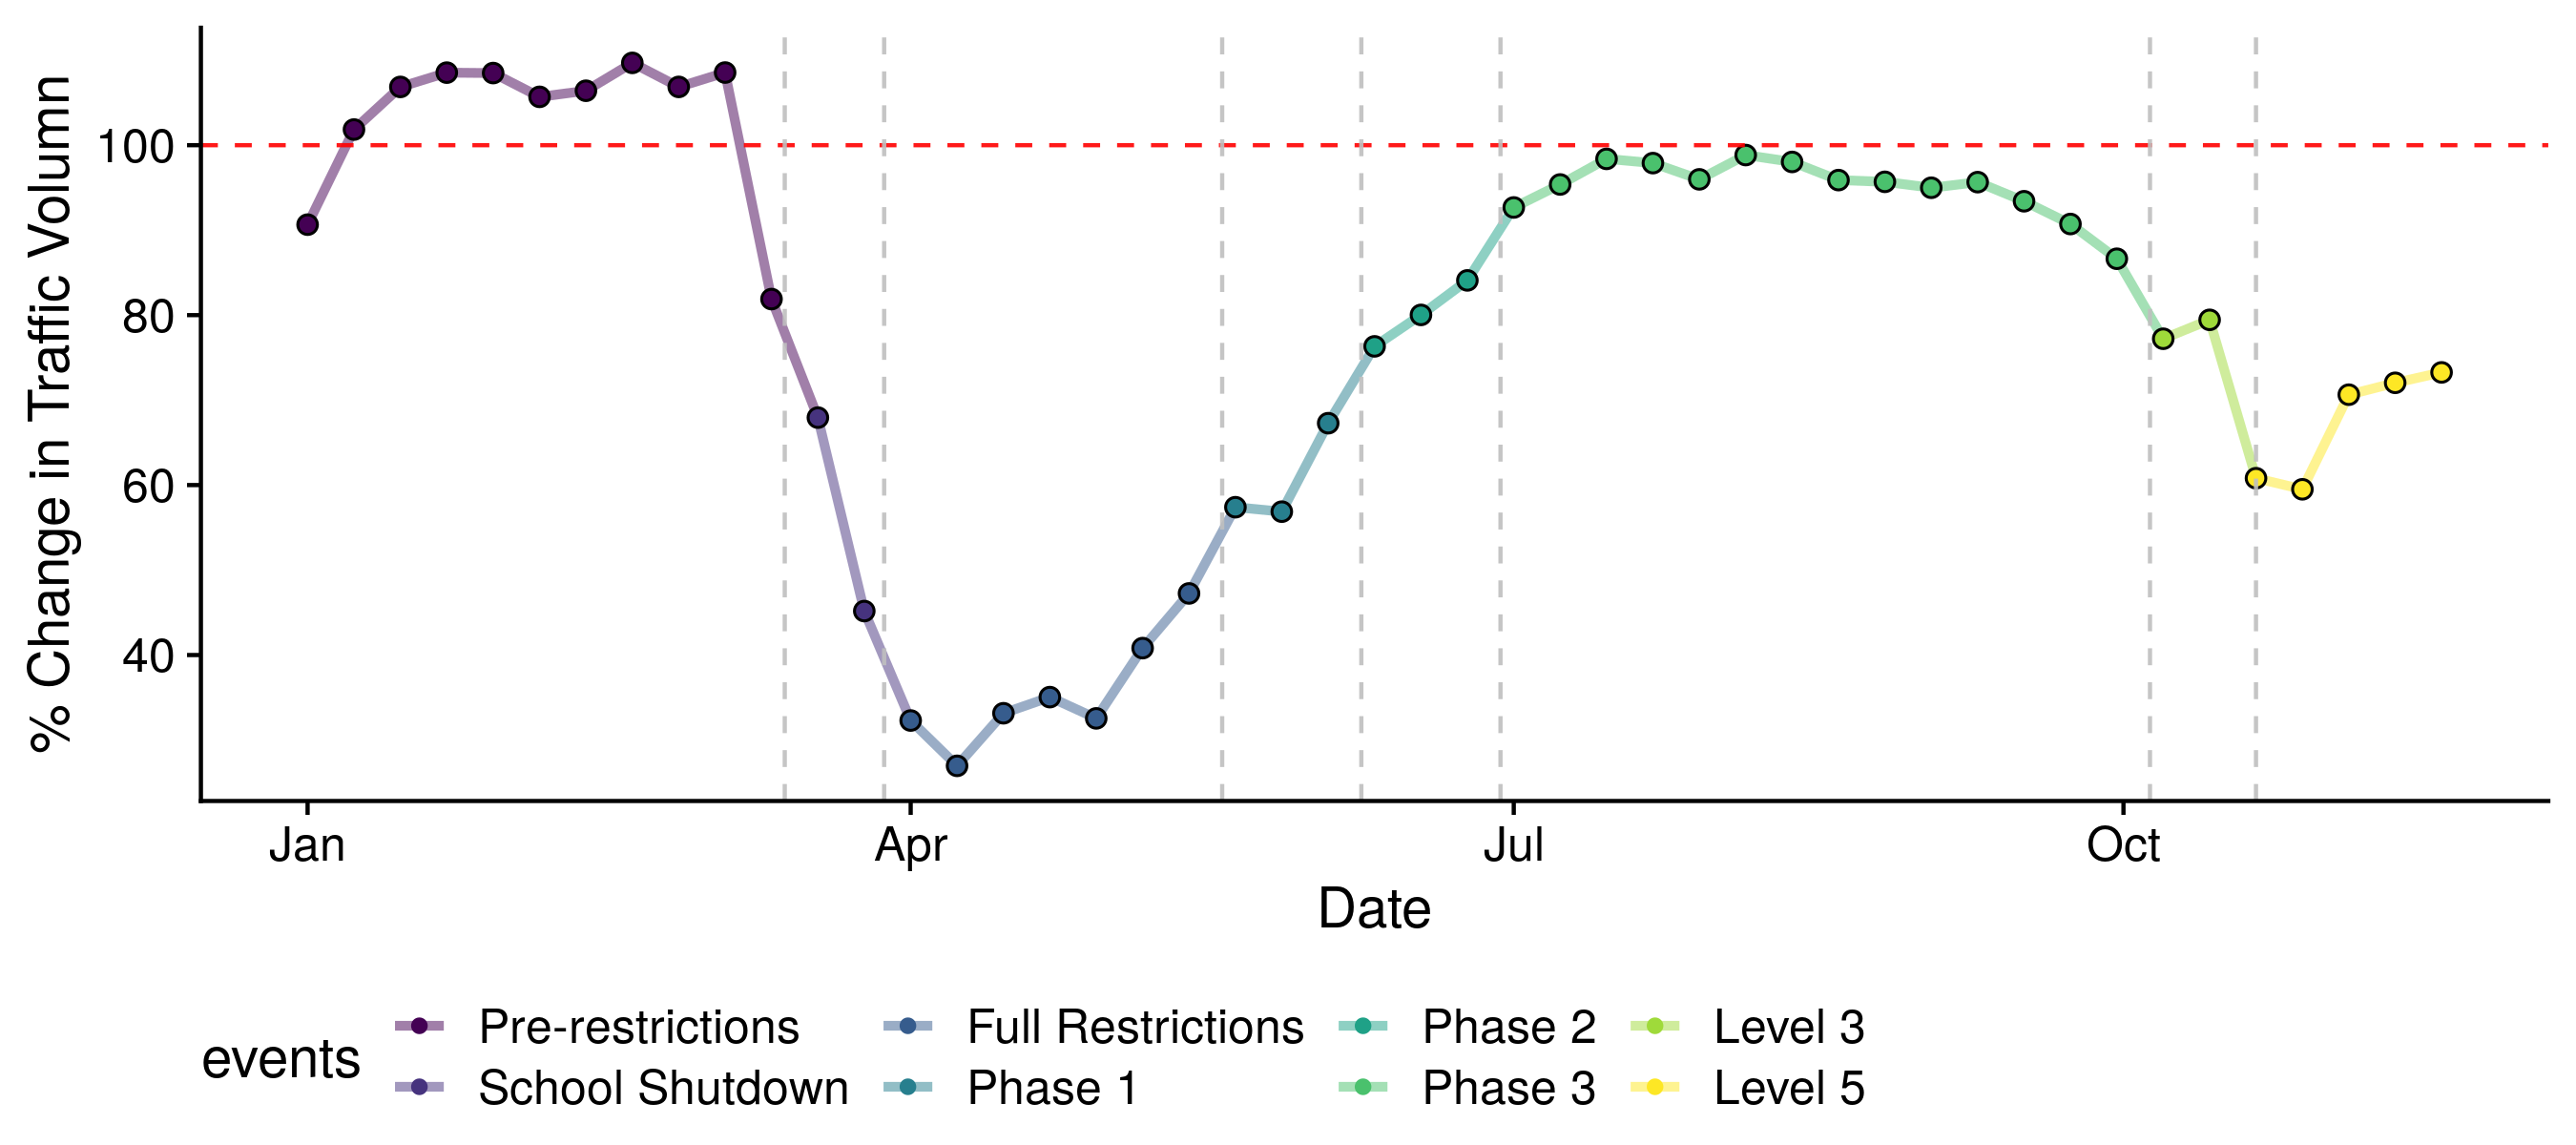 % Change in Traffic Volumn
100
80
60
40
Jan Apr Jul Oct
Date
events
Pre-restrictions Full Restrictions Phase 2 Level 3
School Shutdown Phase 1 Phase 3 Level 5